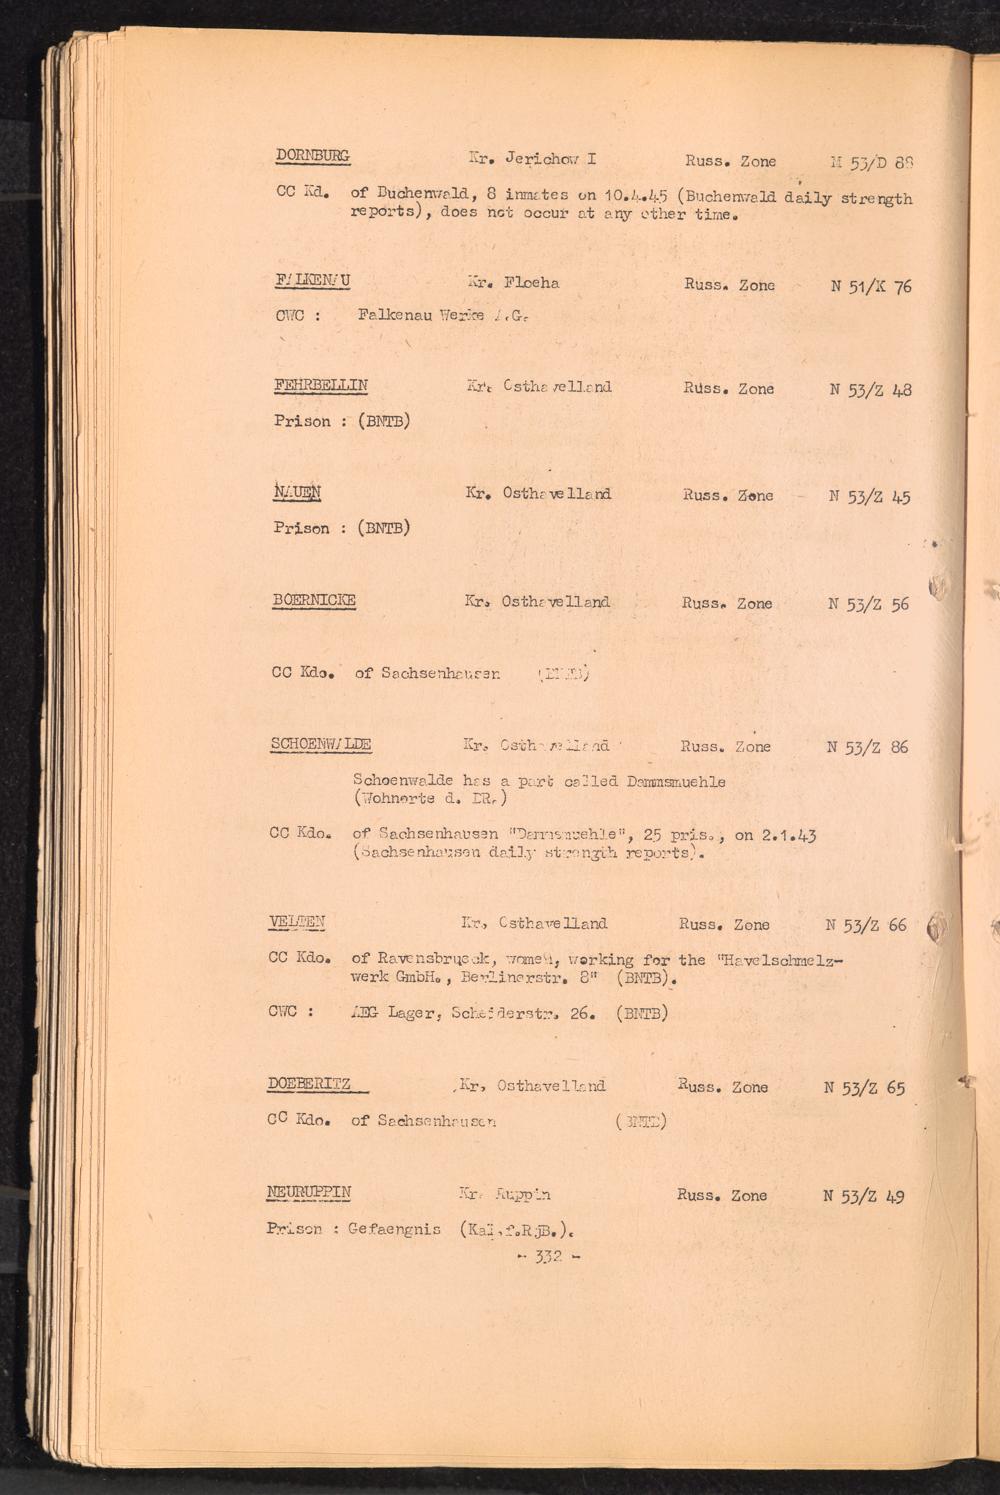 DORNBURG Kr. Jerichow I Russ. Zone M 53/D 88
CC Kd. of Buchenwald, 8 inmates on 10.4.45 (Buchenwald daily strength
reports), does not occur at any other time.
FALKENAU Kr. Floeha Russ. Zone N 51/K 76
CWC : Falkenau Werke A.G.
FEHRBELLIN Kr. Osthavelland Russ. Zone N 53/Z 48
Prison : (BNTB)
NAUEN Kr. Osthavelland Russ. Zone N 53/Z 45
Prison : (BNTB)
BOERNICKE Kr. Osthavelland Russ. Zone N 53/Z 56
CC Kdo. of Sachsenhausen (BNTB)
SCHOENWALDE Kr. Osthavelland Russ. Zone N 53/Z 86
Schoenwalde has a part called Dammsmuehle
(Wohnorte d. DR.)
CC Kdo. of Sachsenhausen "Dammsmuehle", 25 pris., on 2.1.43
(Sachsenhausen daily strength reports).
VELTEN Kr. Osthavelland Russ. Zone N 53/Z 66
CC Kdo. of Ravensbrueck, women, working for the "Havelschmelz-
werk GmbH., Berlinerstr. 8" (BNTB).
CWC : AEG Lager, 26. (BNTB)
DOEBERITZ Kr. Osthavelland Russ. Zone N 53/Z 65
CC Kdo. of Sachsenhausen (BNTB)
NEURUPPIN Kr. Ruppin Russ. Zone N 53/Z 49
Prison : Gefaengnis
- 332 -